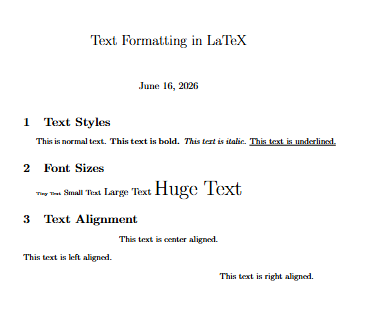 Text Formatting in LaTeX
June 16, 2026
1 Text Styles
This is normal text. This text is bold. This text is italic. This text is underlined.
2 Font Sizes
Tiny Text Small Text Large Text Huge Text
3 Text Alignment
This text is center aligned.
This text is left aligned.
This text is right aligned.